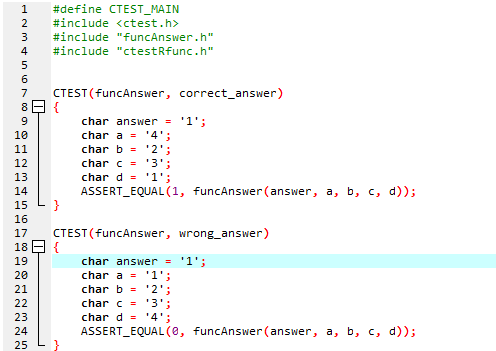 1 #define CTEST_MAIN
2 #include <ctest.h>
3 #include "funcAnswer.h"
4 #include "ctestRfunc.h"
5
6
7 CTEST(funcAnswer, correct_answer)
8 {
9 char answer = '1';
10 char a = '4';
11 char b = '2';
12 char c = '3';
13 char d = '1';
14 ASSERT_EQUAL(1, funcAnswer(answer, a, b, c, d));
15 }
16
17 CTEST(funcAnswer, wrong_answer)
18 {
19 char answer = '1';
20 char a = '1';
21 char b = '2';
22 char c = '3';
23 char d = '4';
24 ASSERT_EQUAL(0, funcAnswer(answer, a, b, c, d));
25 }